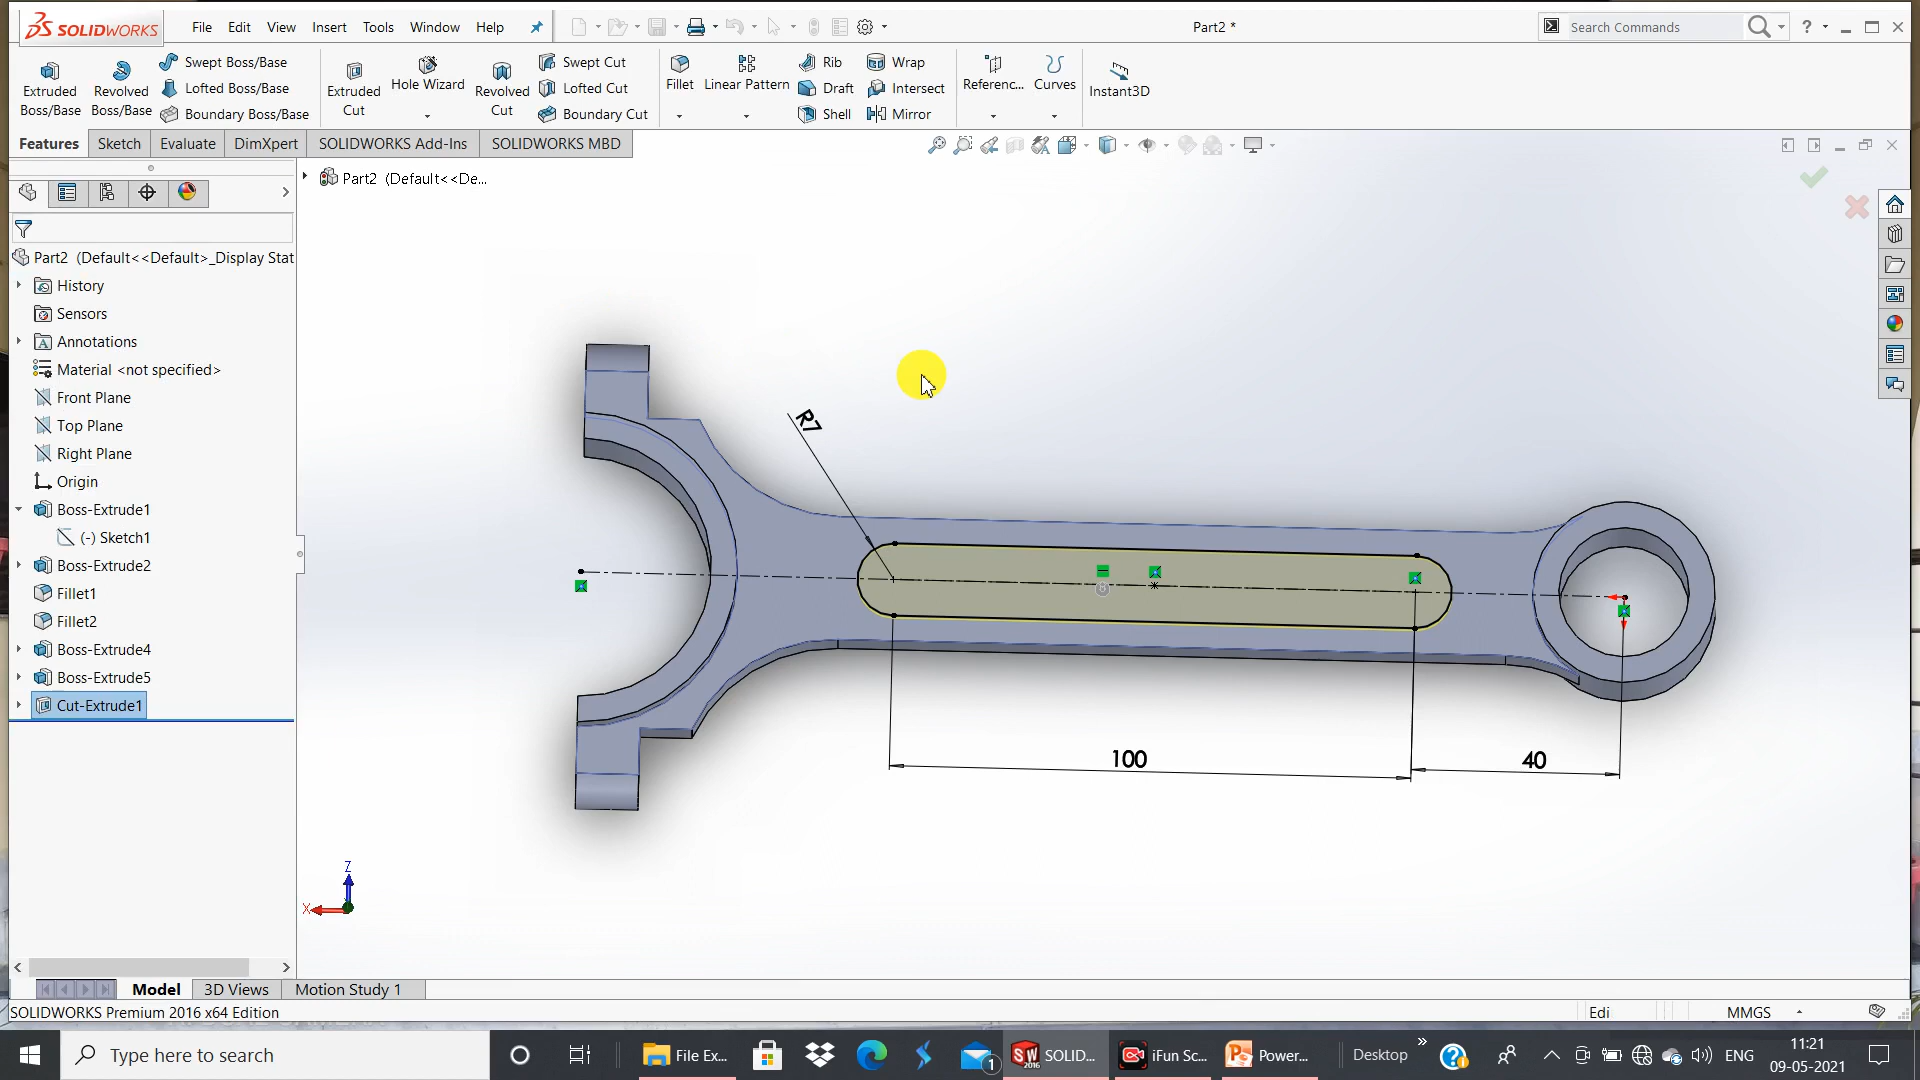 SOLIDWORKS File Edit View Insert Tools Window Help Part2 * Search Commands ?
Swept Boss/Base Swept Cut Rib Wrap
Extruded Boss/Base Revolved Boss/Base Lofted Boss/Base Extruded Cut Hole Wizard Revolved Cut Lofted Cut Fillet Linear Pattern Draft Intersect Referenc... Curves Instant3D
Boundary Boss/Base Boundary Cut Shell Mirror
Features Sketch Evaluate DimXpert SOLIDWORKS Add-Ins SOLIDWORKS MBD
Part2 (Default<<De...
Part2 (Default<<Default>_Display Stat
History
Sensors
Annotations
Material <not specified>
Front Plane
Top Plane
Right Plane
Origin
Boss-Extrude1
(-) Sketch1
Boss-Extrude2
Fillet1
Fillet2
Boss-Extrude4
Boss-Extrude5
Cut-Extrude1
R7
100
40
Z
X
Model 3D Views Motion Study 1
SOLIDWORKS Premium 2016 x64 Edition Edi MMGS
Type here to search File Ex... 1 SW 2016 SOLID... iFun Sc... Power... Desktop » ENG 11:21
09-05-2021